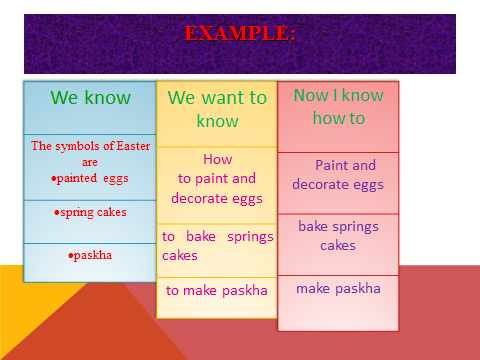 EXAMPLE:
We know
The symbols of Easter
are
•painted eggs
•spring cakes
•paskha
We want to
know
How
to paint and
decorate eggs
to bake springs
cakes
to make paskha
Now I know
how to
Paint and
decorate eggs
bake springs
cakes
make paskha